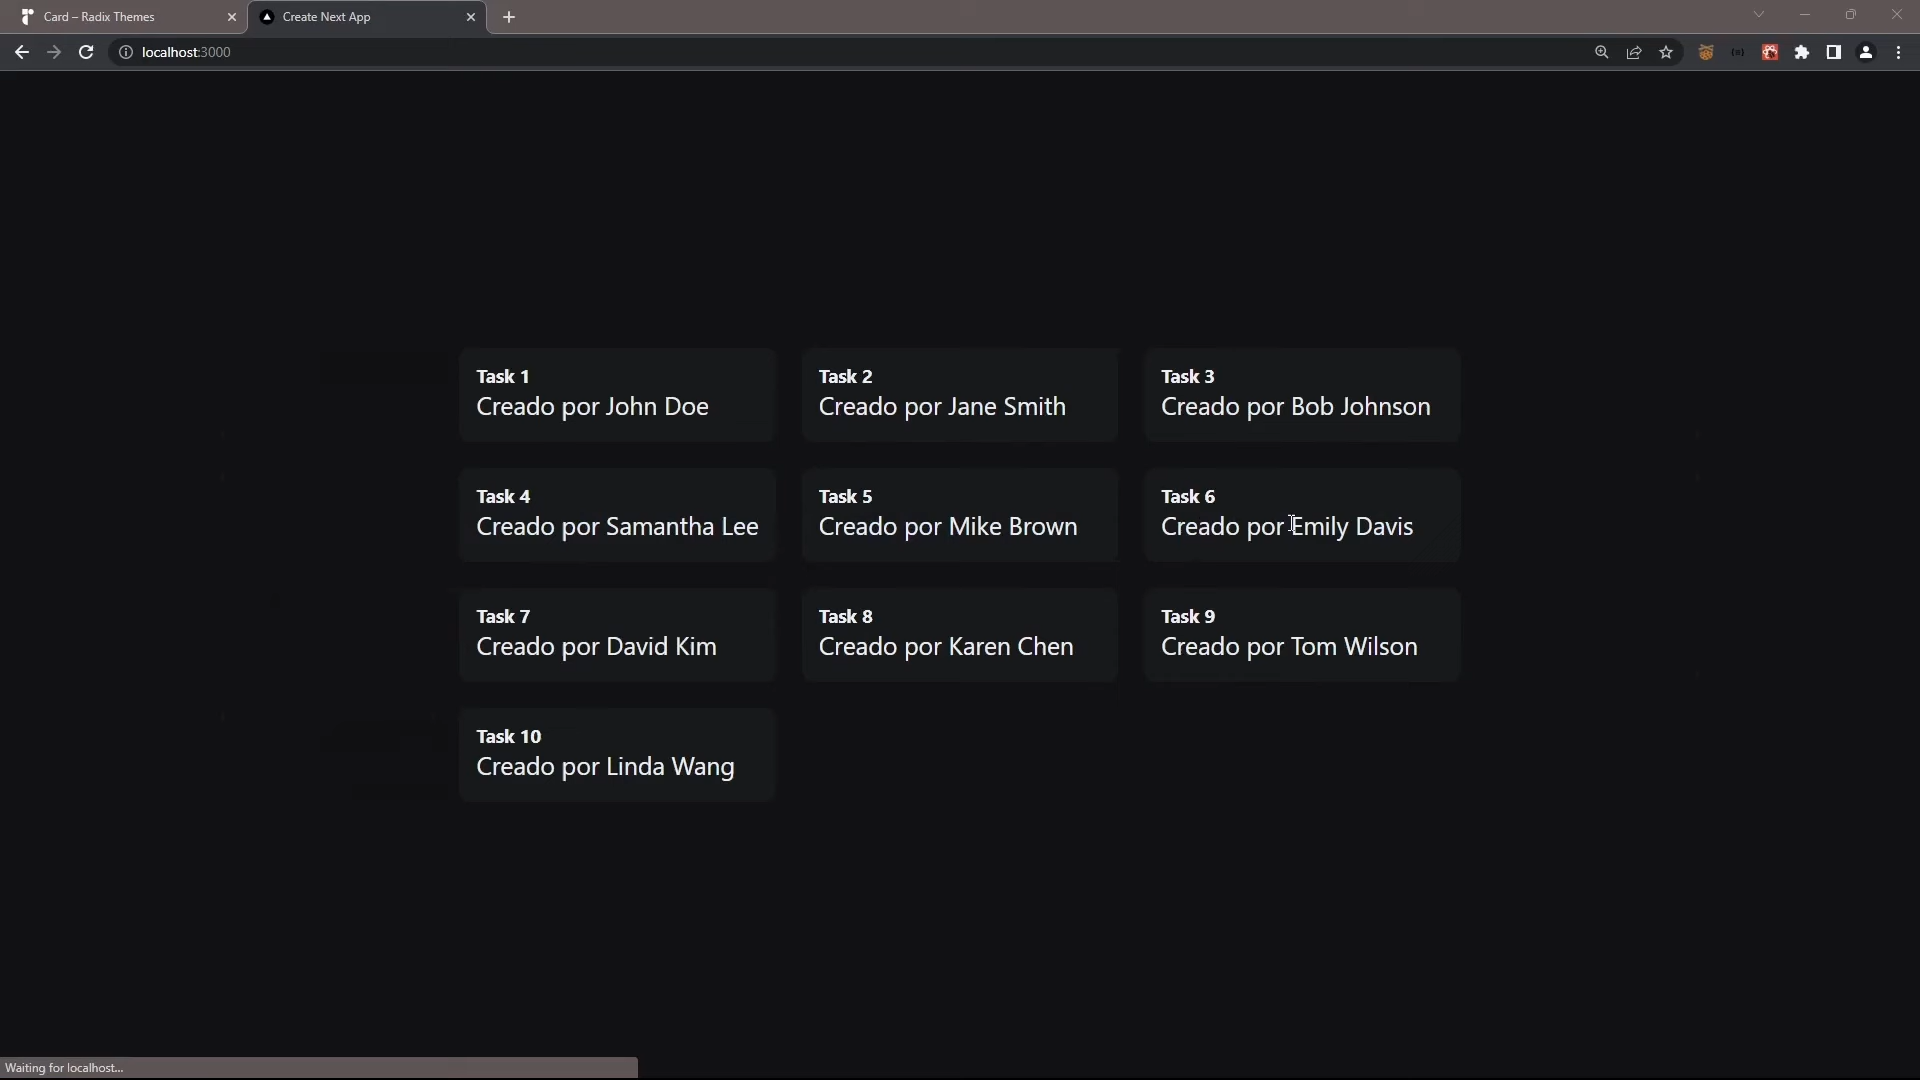 Card – Radix Themes
Create Next App
localhost:3000
Task 1
Creado por John Doe
Task 2
Creado por Jane Smith
Task 3
Creado por Bob Johnson
Task 4
Creado por Samantha Lee
Task 5
Creado por Mike Brown
Task 6
Creado por Emily Davis
Task 7
Creado por David Kim
Task 8
Creado por Karen Chen
Task 9
Creado por Tom Wilson
Task 10
Creado por Linda Wang
Waiting for localhost...